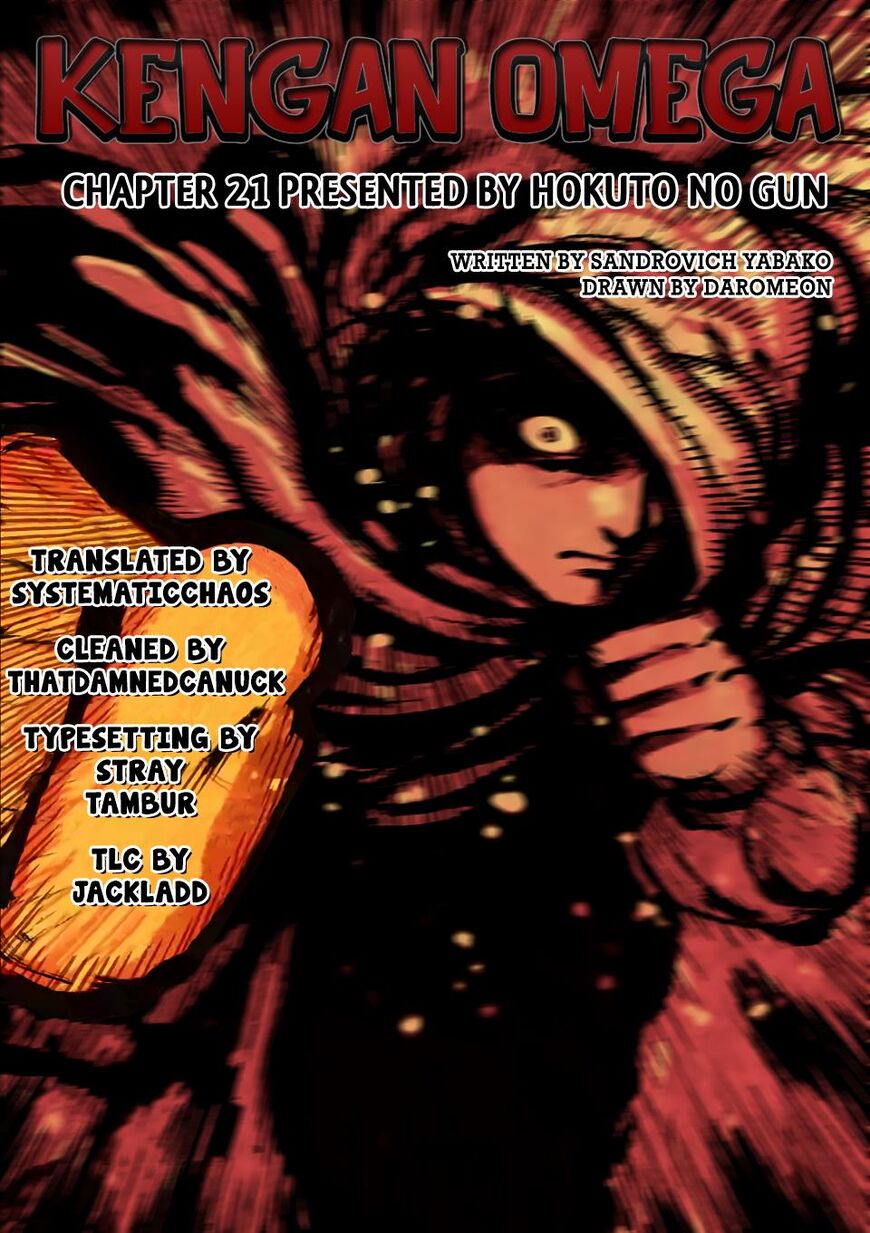 KENGAN OMEGA
CHAPTER 21 PRESENTED BY HOKUTO NO GUN
WRITTEN BY SANDROVICH YABAKO
DRAWN BY DAROMEON
TRANSLATED BY
SYSTEMATICCHAOS
CLEANED BY
THATDAMNEDCANUCK
TYPESETTING BY
STRAY
TAMBUR
TLC BY
JACKLADD